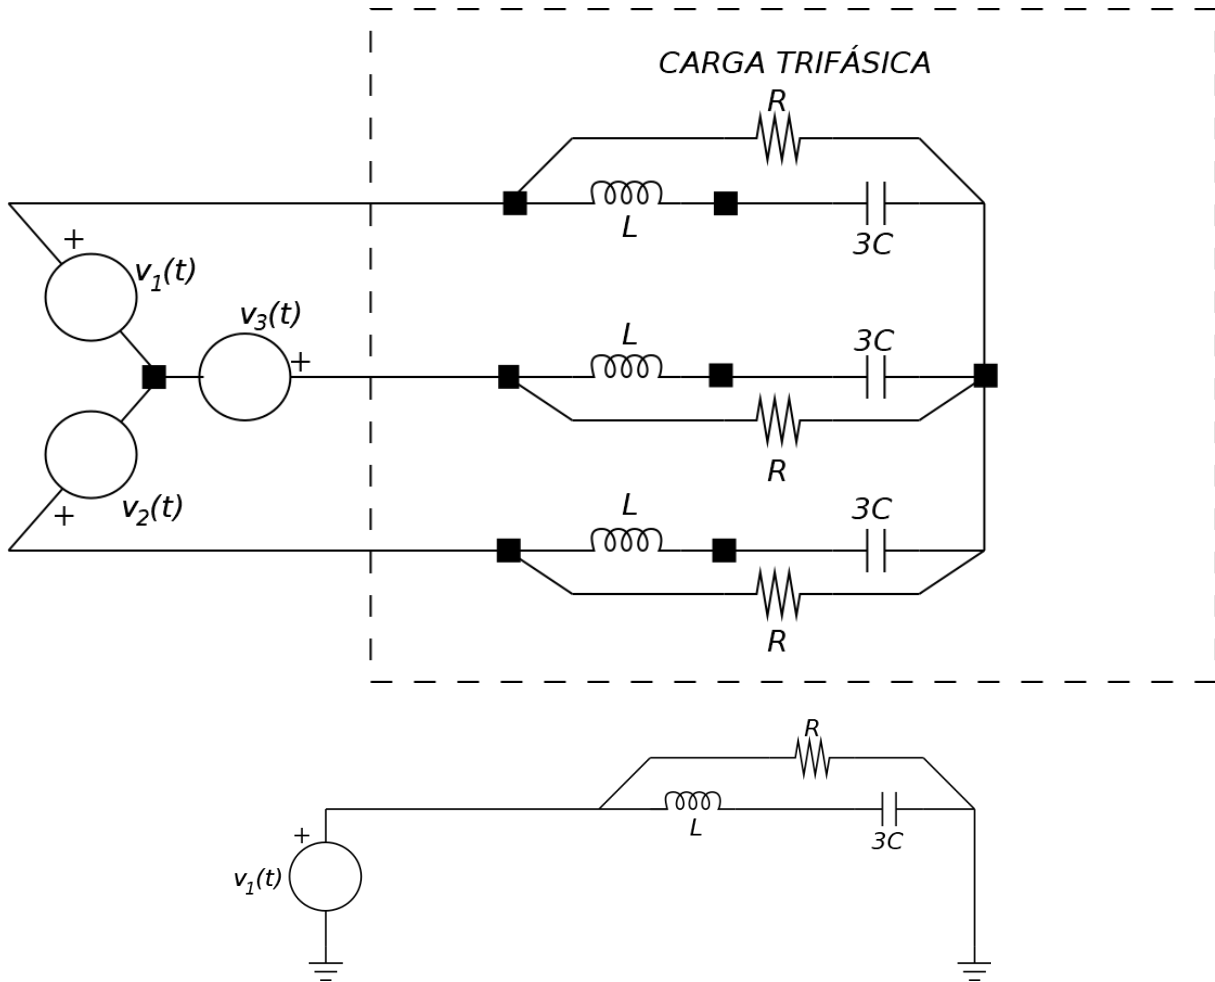 CARGA TRIFÁSICA
R
L
3C
+
v1(t)
v3(t)
+
L
3C
R
v2(t)
+
L
3C
R
R
L
3C
+
v1(t)